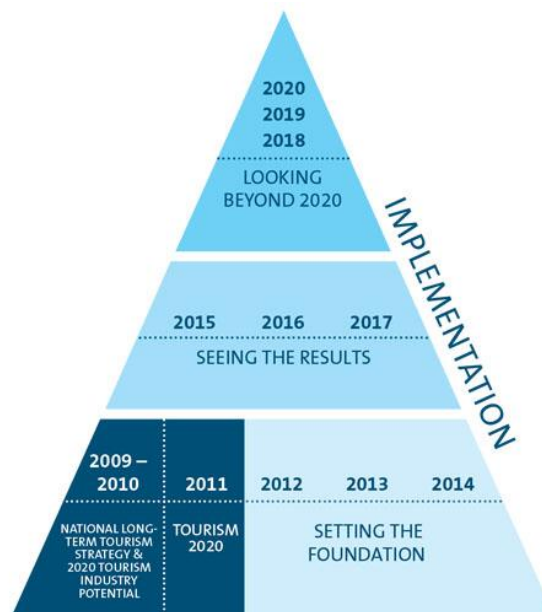 2020
2019
2018
LOOKING
BEYOND 2020
IMPLEMENTATION
2015 2016 2017
SEEING THE RESULTS
2009 –
2010
NATIONAL LONG-
TERM TOURISM
STRATEGY &
2020 TOURISM
INDUSTRY
POTENTIAL
2011
TOURISM
2020
2012 2013 2014
SETTING THE
FOUNDATION